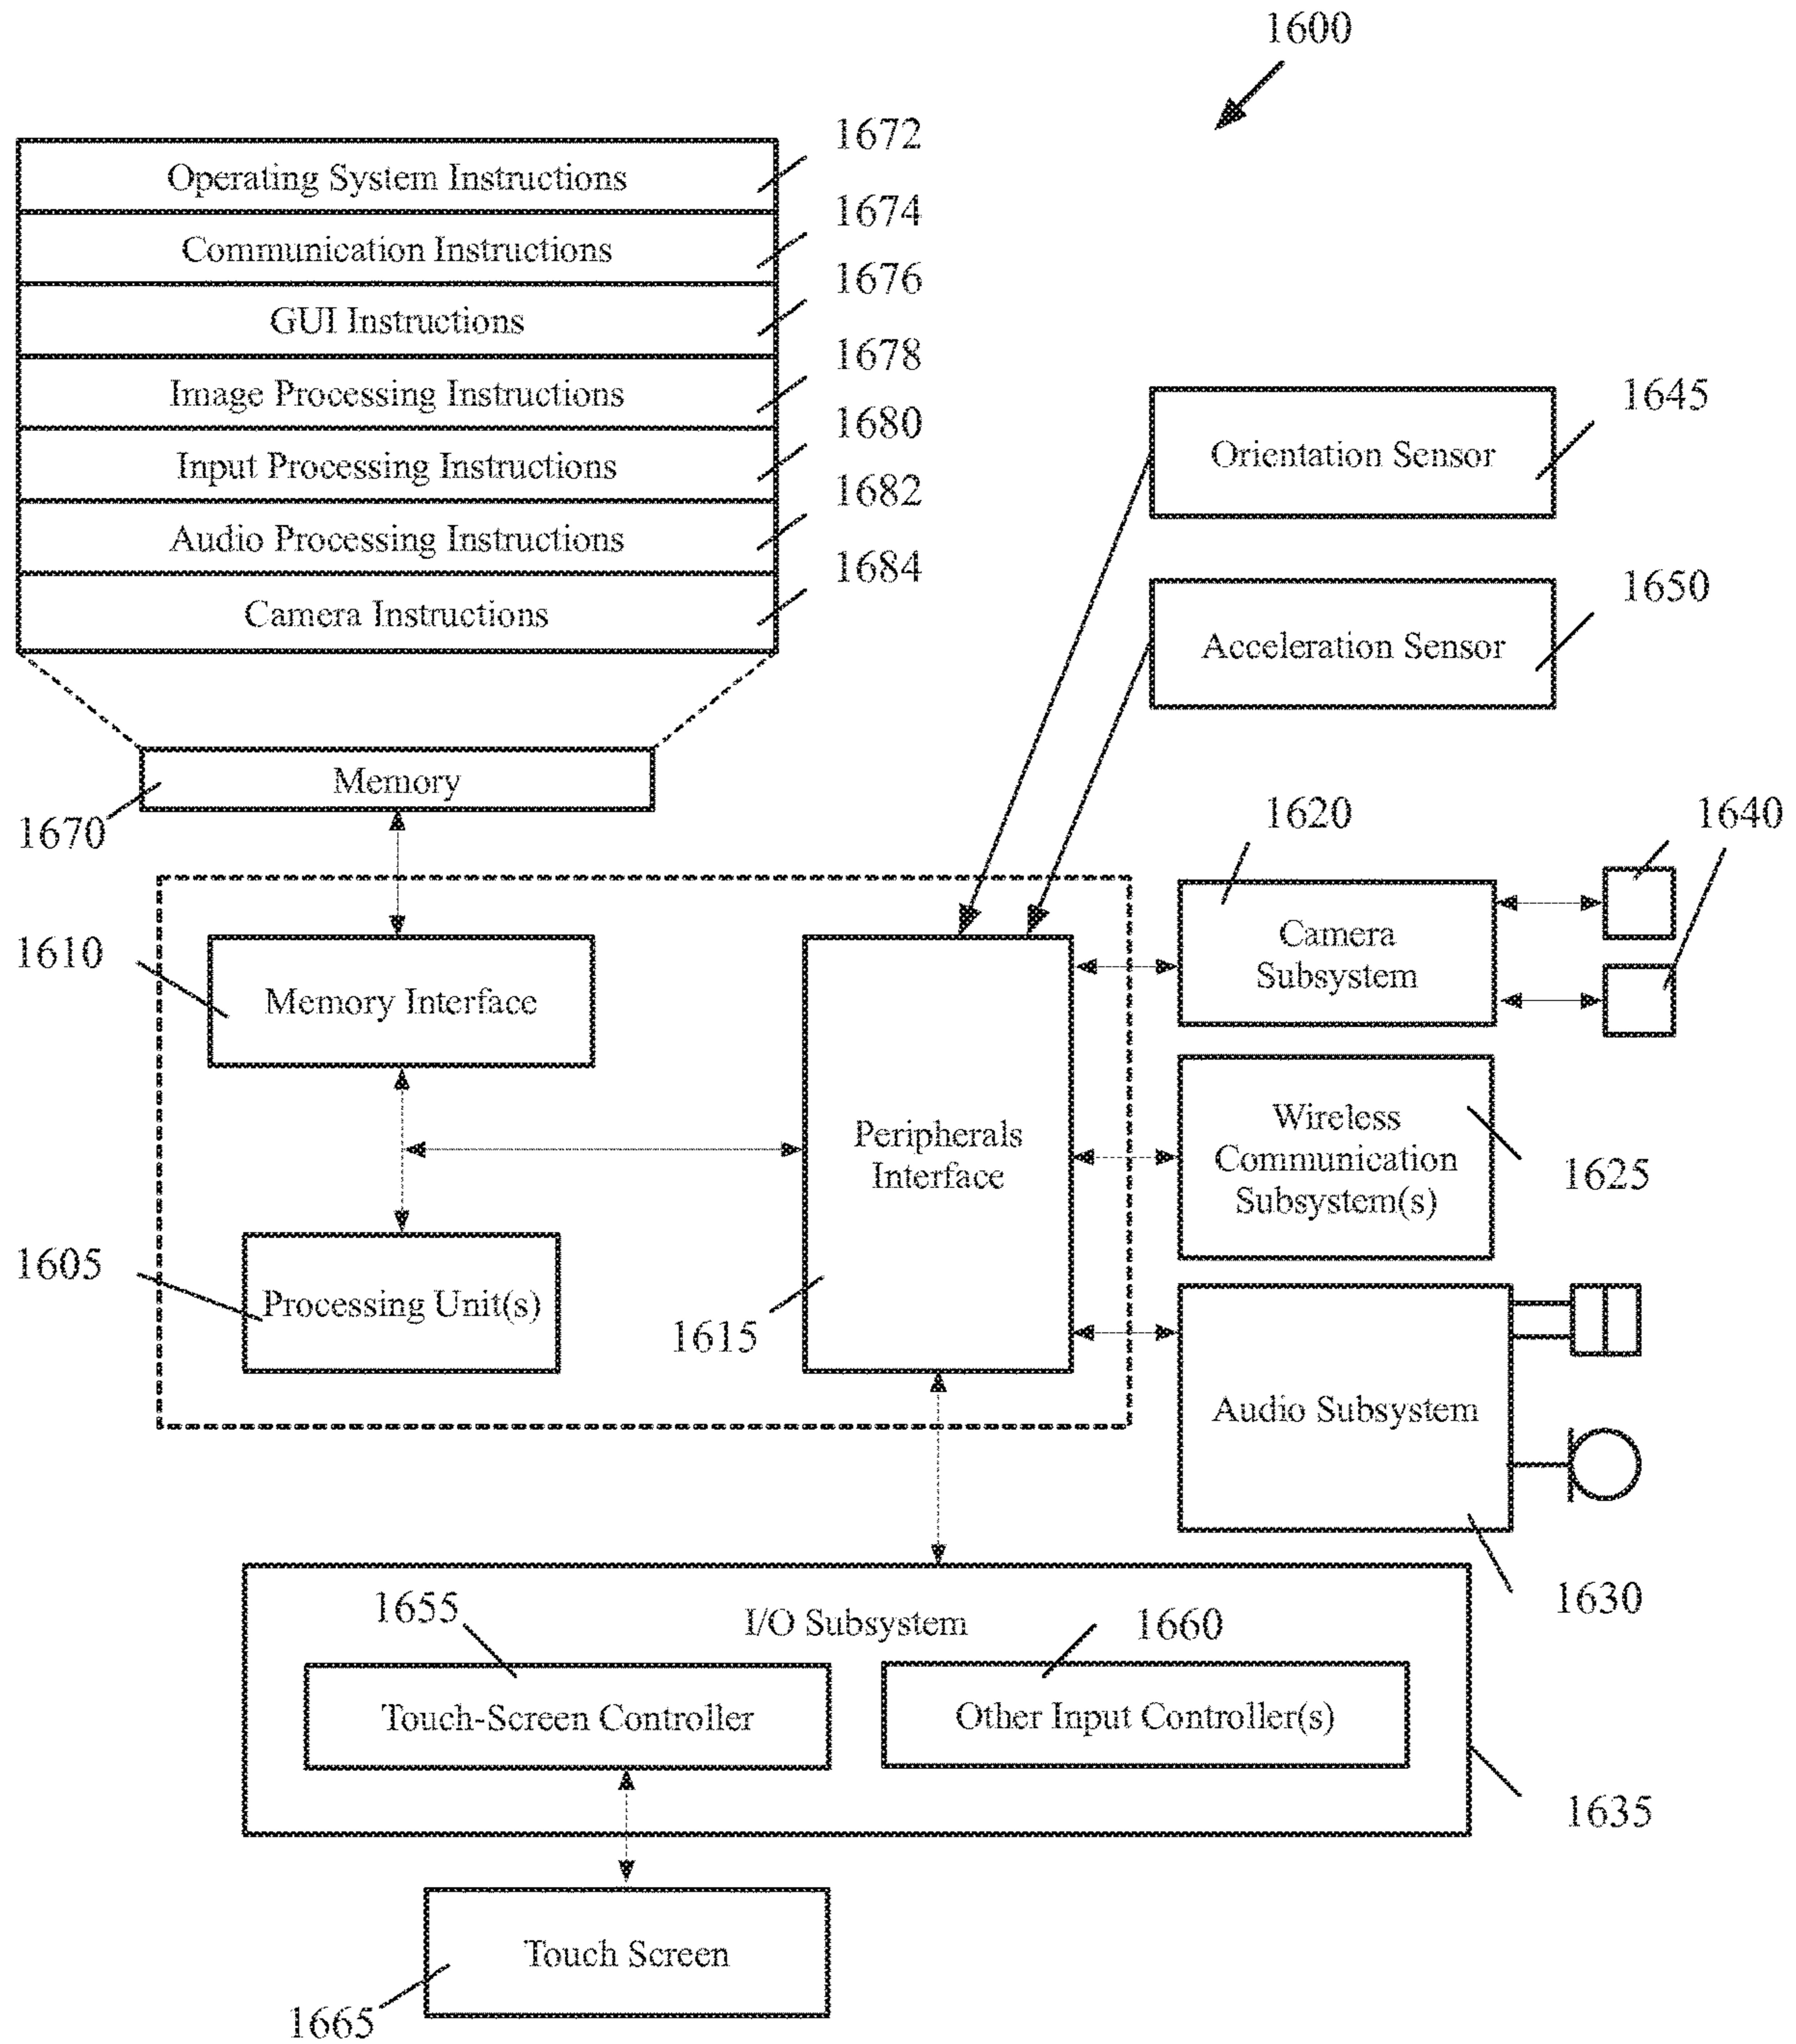 1600
1672
Operating System Instructions
1674
Communication Instructions
1676
GUI Instructions
1678
Image Processing Instructions
1680
Input Processing Instructions
1682
Audio Processing Instructions
1684
Camera Instructions
1645
Orientation Sensor
1650
Acceleration Sensor
Memory
1670
1620
1640
Camera
Subsystem
1610
Memory Interface
Peripherals
Interface
Wireless
Communication
Subsystem(s)
1625
1605
Processing Unit(s)
1615
Audio Subsystem
1630
I/O Subsystem
1655
1660
Touch-Screen Controller
Other Input Controller(s)
1635
Touch Screen
1665